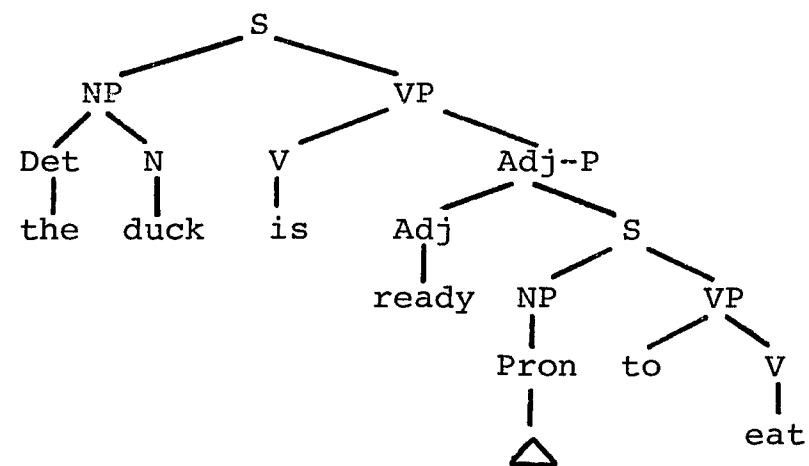 S
NP VP
Det N V Adj-P
the duck is Adj S
ready NP VP
Pron to V
eat